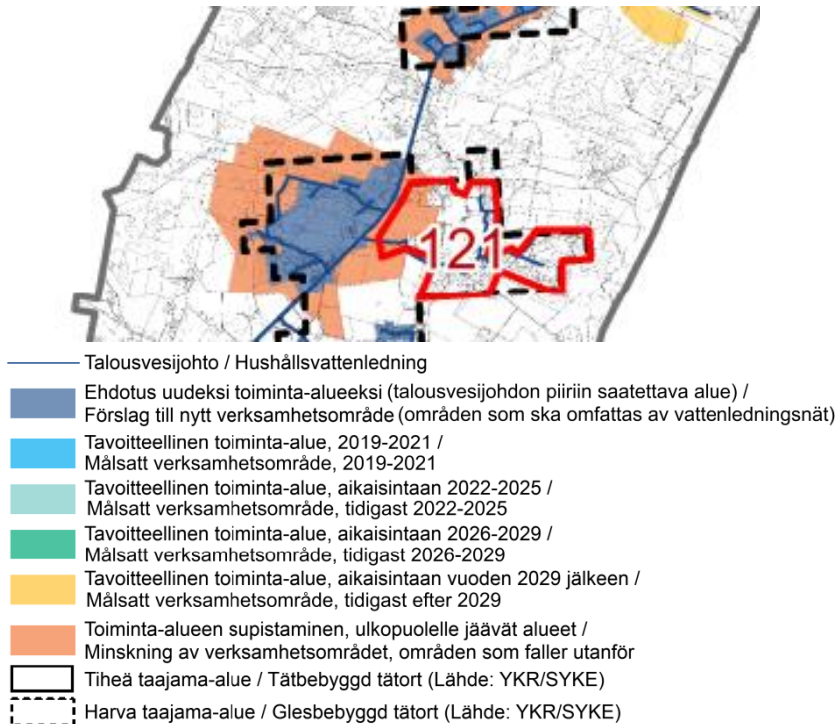 121
Talousvesijohto / Hushållsvattenledning
Ehdotus uudeksi toiminta-alueeksi (talousvesijohdon piiriin saatettava alue) /
Förslag till nytt verksamhetsområde (områden som ska omfattas av vattenledningsnät)
Tavoitteellinen toiminta-alue, 2019-2021 /
Målsatt verksamhetsområde, 2019-2021
Tavoitteellinen toiminta-alue, aikaisintaan 2022-2025 /
Målsatt verksamhetsområde, tidigast 2022-2025
Tavoitteellinen toiminta-alue, aikaisintaan 2026-2029 /
Målsatt verksamhetsområde, tidigast 2026-2029
Tavoitteellinen toiminta-alue, aikaisintaan vuoden 2029 jälkeen /
Målsatt verksamhetsområde, tidigast efter 2029
Toiminta-alueen supistaminen, ulkopuolelle jäävät alueet /
Minskning av verksamhetsområdet, områden som faller utanför
Tiheä taajama-alue / Tätbebyggd tätort (Lähde: YKR/SYKE)
Harva taajama-alue / Glesbebyggd tätort (Lähde: YKR/SYKE)